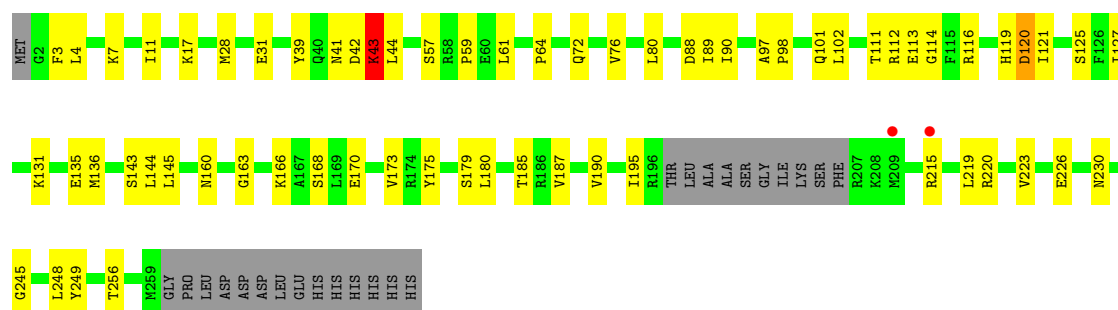 MET G2 F3 L4 K7 I11 K17 M28 E31 Y39 Q40 N41 D42 K43 L44 S57 R58 P59 E60 L61 P64 Q72 V76 L80 D88 I89 I90 A97 P98 Q101 L102 T111 R112 E113 G114 F115 R116 H119 D120 I121 S125 F126 I127
K131 E135 M136 S143 L144 L145 N160 G163 K166 A167 S168 L169 E170 V173 R174 Y175 S179 L180 T185 R186 V187 V190 I195 R196 THR LEU ALA ALA SER GLY ILE LYS SER PHE R207 K208 M209 R215 L219 R220 V223 E226 N230
G245 L248 Y249 T256 M259 GLY PRO LEU ASP ASP LEU GLU HIS HIS HIS HIS HIS HIS